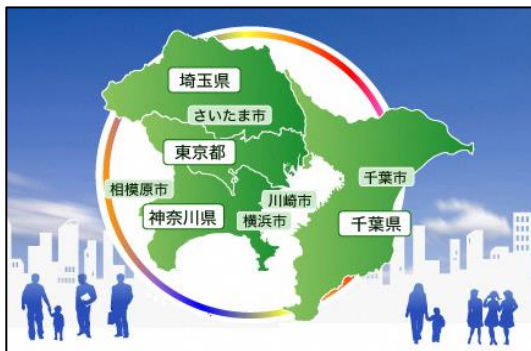 埼玉県
さいたま市
東京都
相模原市
川崎市
千葉市
神奈川県
横浜市
千葉県